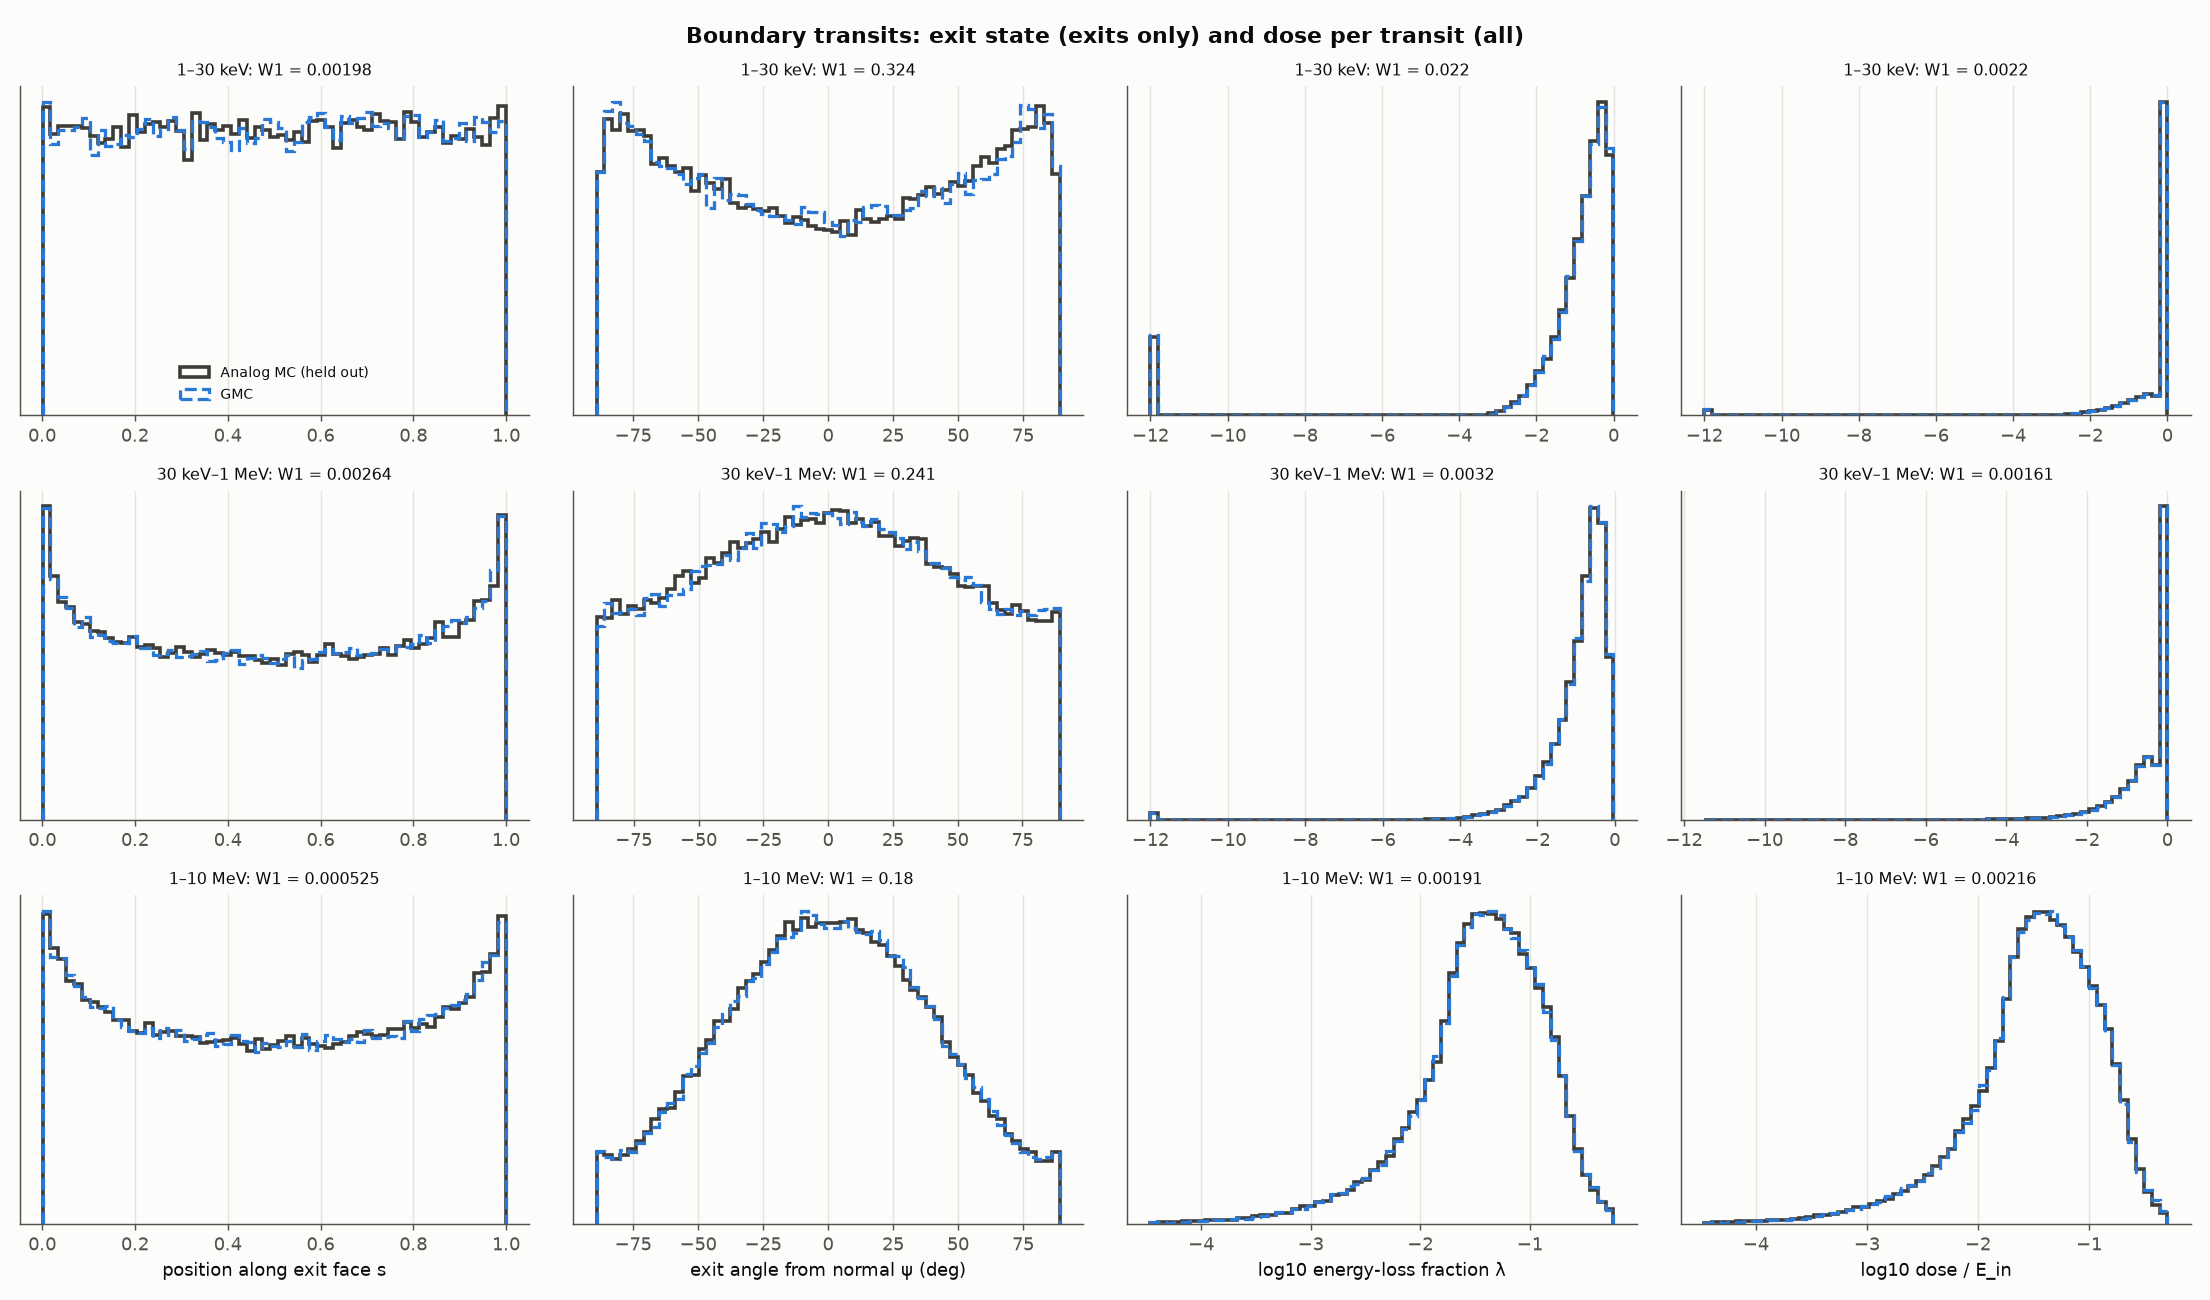 Boundary transits: exit state (exits only) and dose per transit (all)
1–30 keV: W1 = 0.00198
1–30 keV: W1 = 0.324
1–30 keV: W1 = 0.022
1–30 keV: W1 = 0.0022
Analog MC (held out)
GMC
0.0 0.2 0.4 0.6 0.8 1.0
−75 −50 −25 0 25 50 75
−12 −10 −8 −6 −4 −2 0
−12 −10 −8 −6 −4 −2 0
30 keV–1 MeV: W1 = 0.00264
30 keV–1 MeV: W1 = 0.241
30 keV–1 MeV: W1 = 0.0032
30 keV–1 MeV: W1 = 0.00161
0.0 0.2 0.4 0.6 0.8 1.0
−75 −50 −25 0 25 50 75
−12 −10 −8 −6 −4 −2 0
−12 −10 −8 −6 −4 −2 0
1–10 MeV: W1 = 0.000525
1–10 MeV: W1 = 0.18
1–10 MeV: W1 = 0.00191
1–10 MeV: W1 = 0.00216
0.0 0.2 0.4 0.6 0.8 1.0
−75 −50 −25 0 25 50 75
−4 −3 −2 −1
−4 −3 −2 −1
position along exit face s
exit angle from normal ψ (deg)
log10 energy-loss fraction λ
log10 dose / E_in